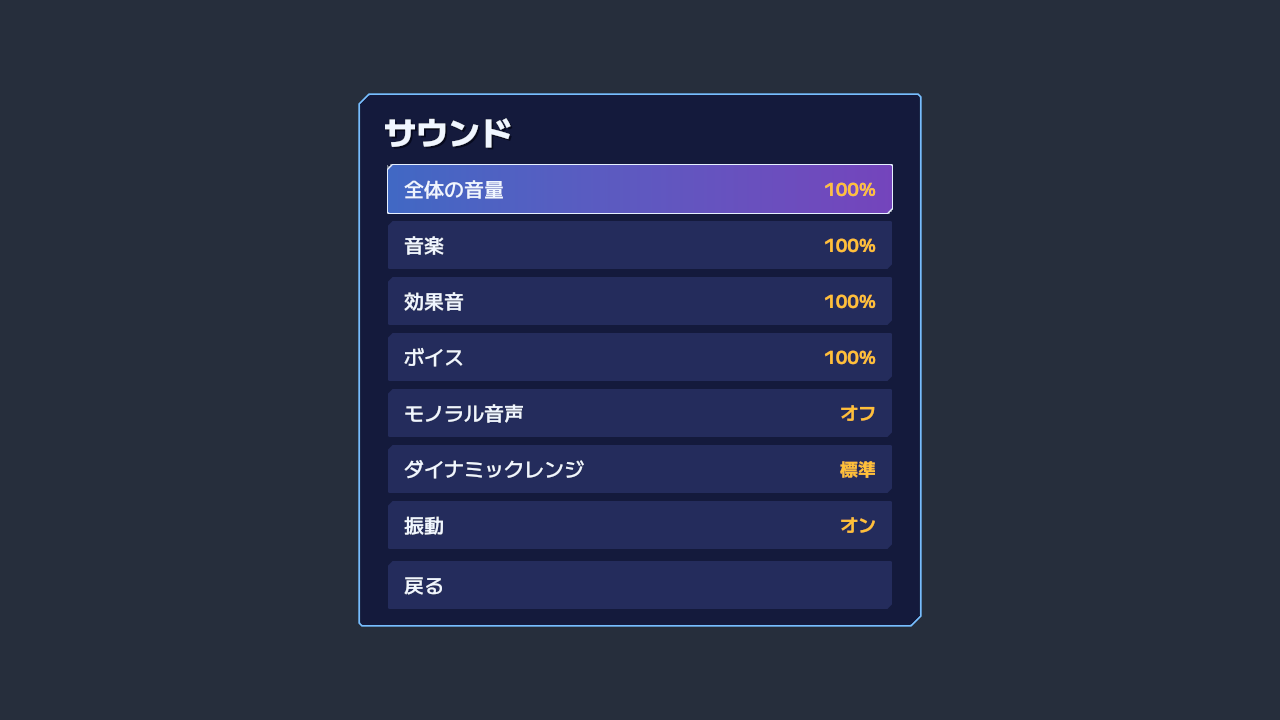 サウンド
全体の音量 100%
音楽 100%
効果音 100%
ボイス 100%
モノラル音声 オフ
ダイナミックレンジ 標準
振動 オン
戻る